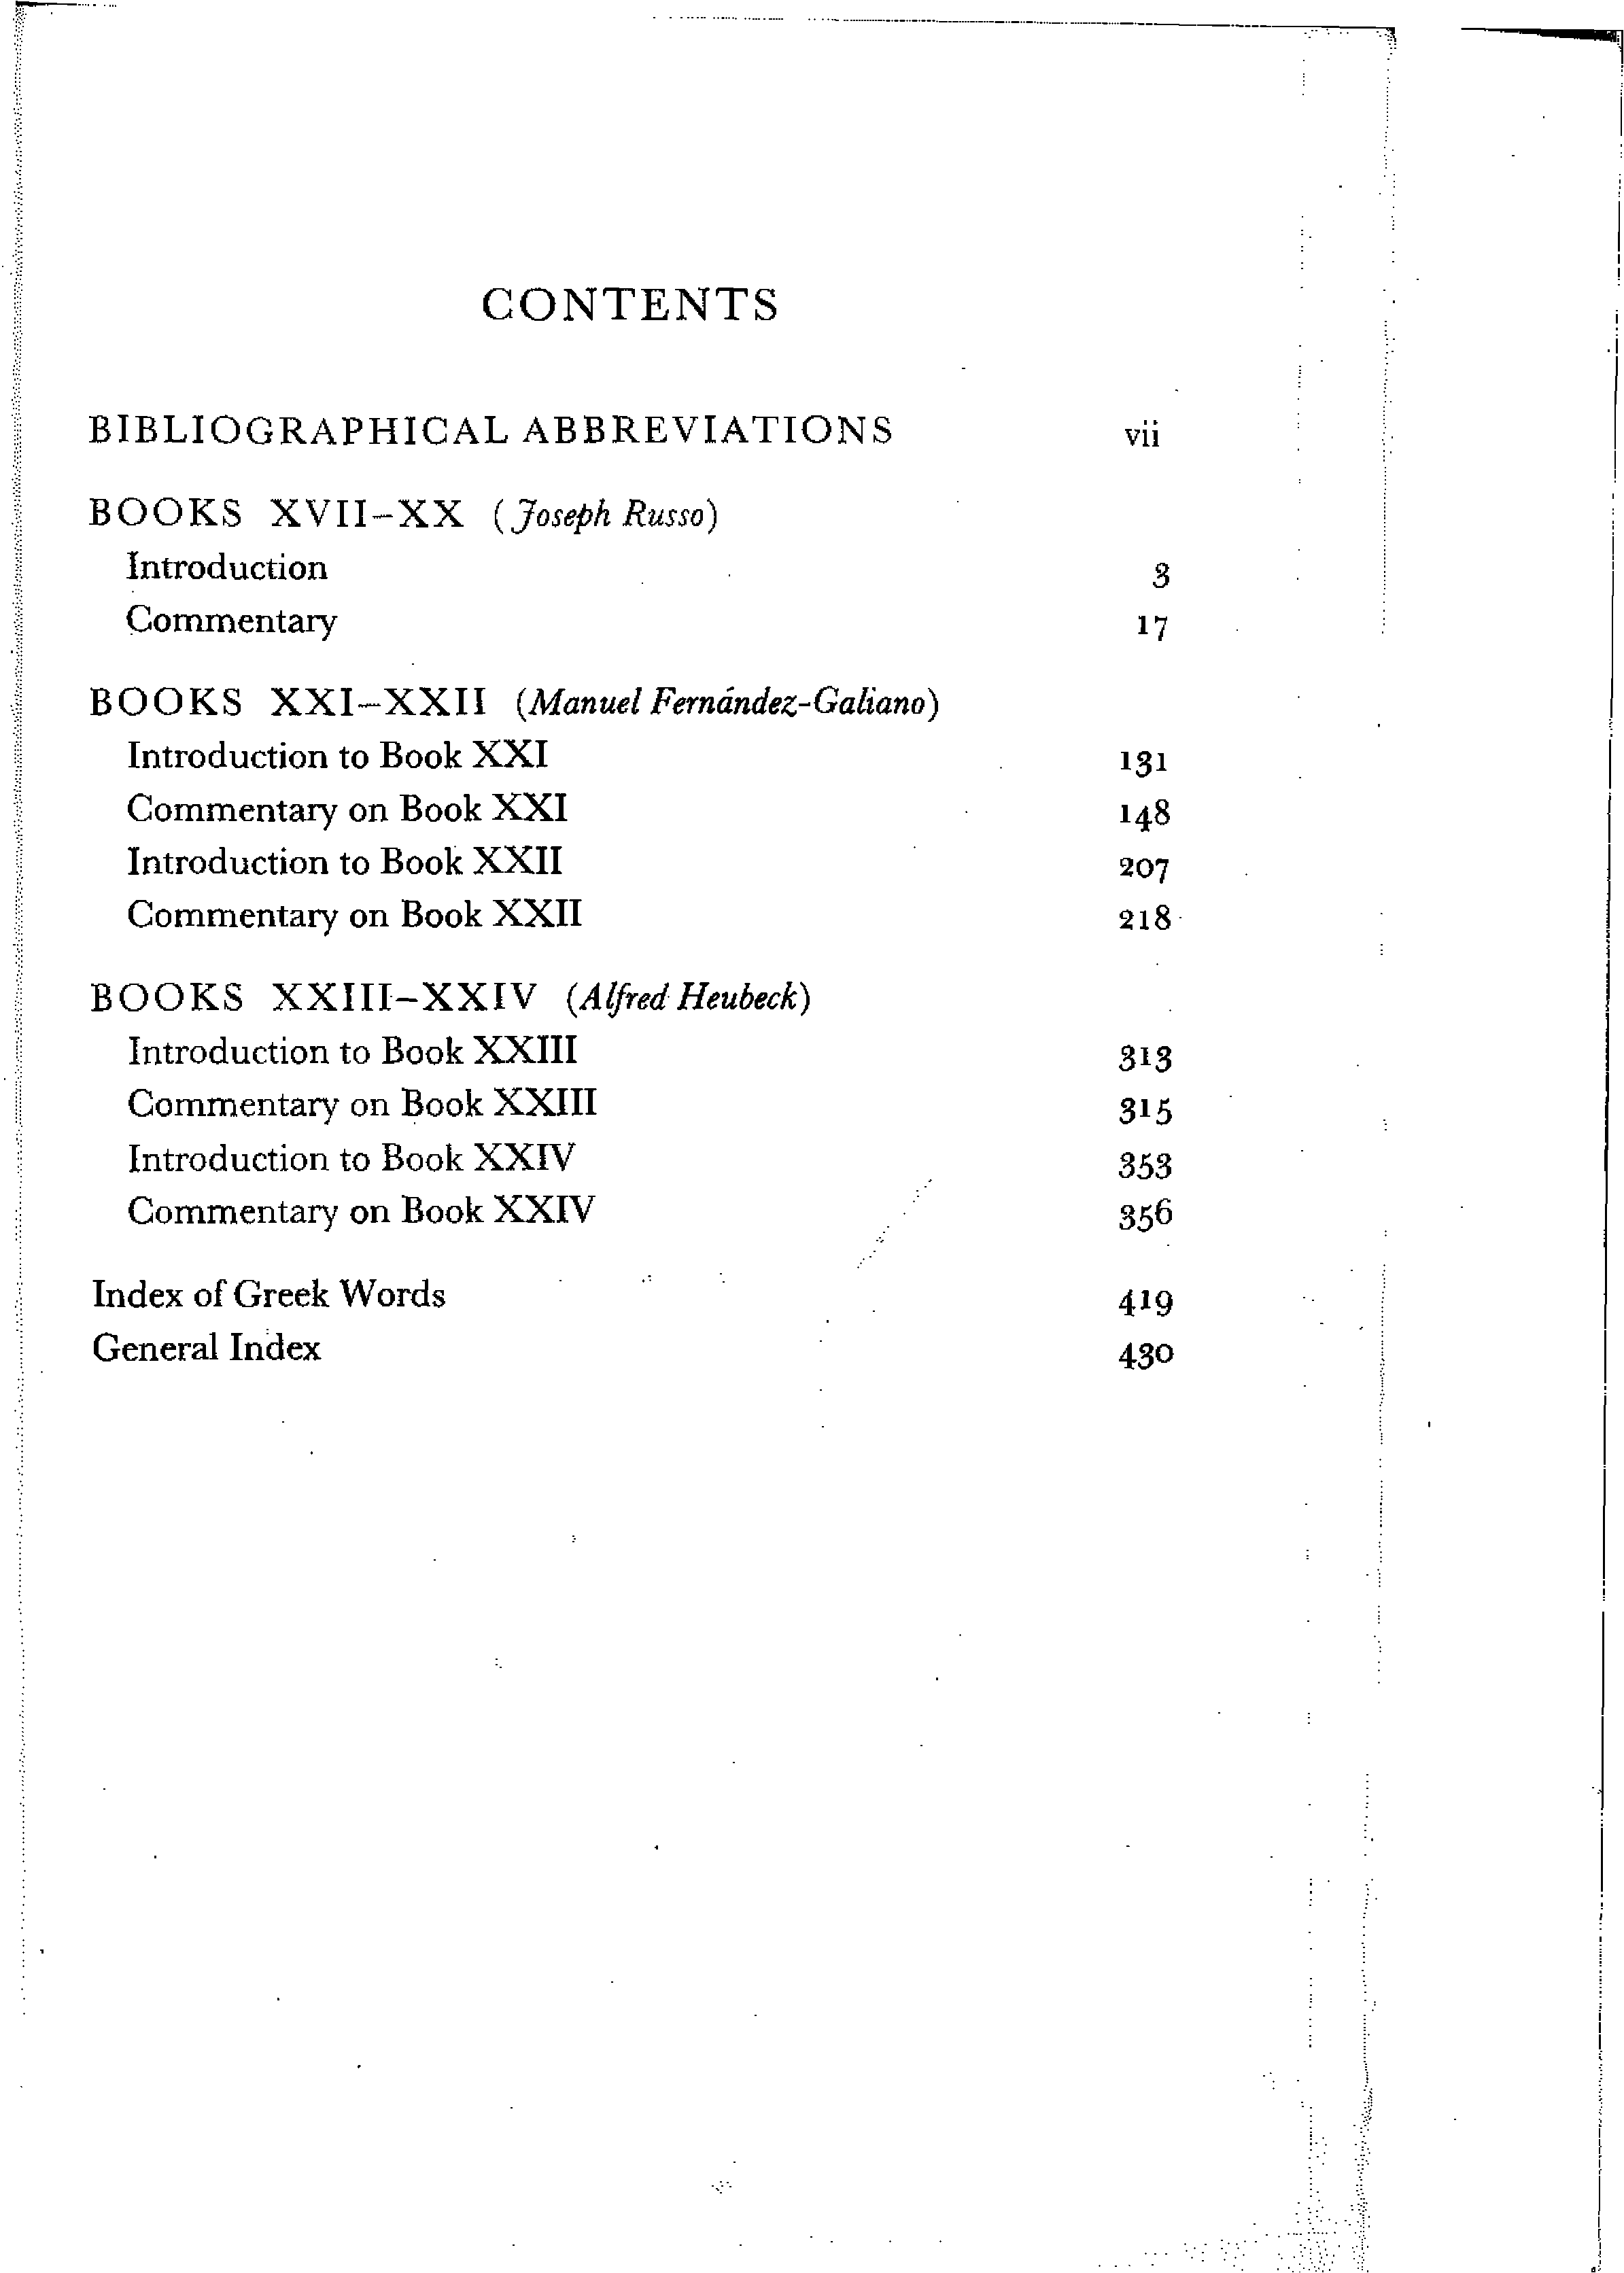 CONTENTS
BIBLIOGRAPHICAL ABBREVIATIONS vii
BOOKS XVII–XX (Joseph Russo)
Introduction 3
Commentary 17
BOOKS XXI–XXII (Manuel Fernández-Galiano)
Introduction to Book XXI 131
Commentary on Book XXI 148
Introduction to Book XXII 207
Commentary on Book XXII 218
BOOKS XXIII–XXIV (Alfred Heubeck)
Introduction to Book XXIII 313
Commentary on Book XXIII 315
Introduction to Book XXIV 353
Commentary on Book XXIV 356
Index of Greek Words 419
General Index 430